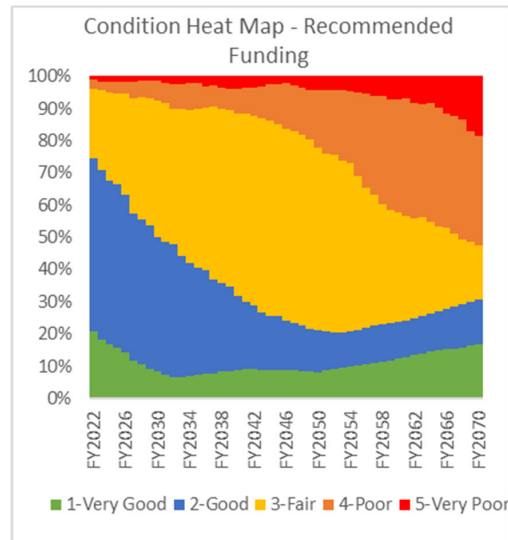 Condition Heat Map - Recommended
Funding
100%
90%
80%
70%
60%
50%
40%
30%
20%
10%
0%
FY2022
FY2026
FY2030
FY2034
FY2038
FY2042
FY2046
FY2050
FY2054
FY2058
FY2062
FY2066
FY2070
1-Very Good 2-Good 3-Fair 4-Poor 5-Very Poor